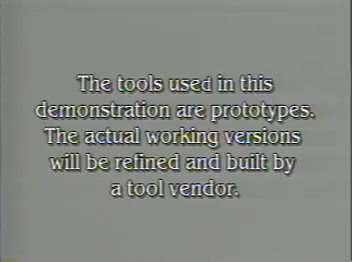 The tools used in this
demonstration are prototypes.
The actual working versions
will be refined and built by
a tool vendor.